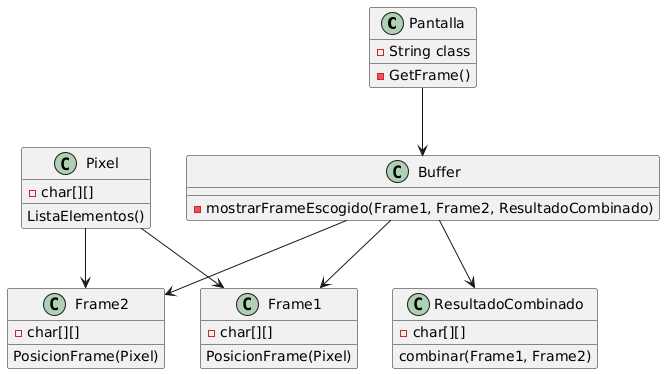 C Pantalla
String class
GetFrame()
C Pixel
char[][]
ListaElementos()
C Buffer
mostrarFrameEscogido(Frame1, Frame2, ResultadoCombinado)
C Frame2
char[][]
PosicionFrame(Pixel)
C Frame1
char[][]
PosicionFrame(Pixel)
C ResultadoCombinado
char[][]
combinar(Frame1, Frame2)